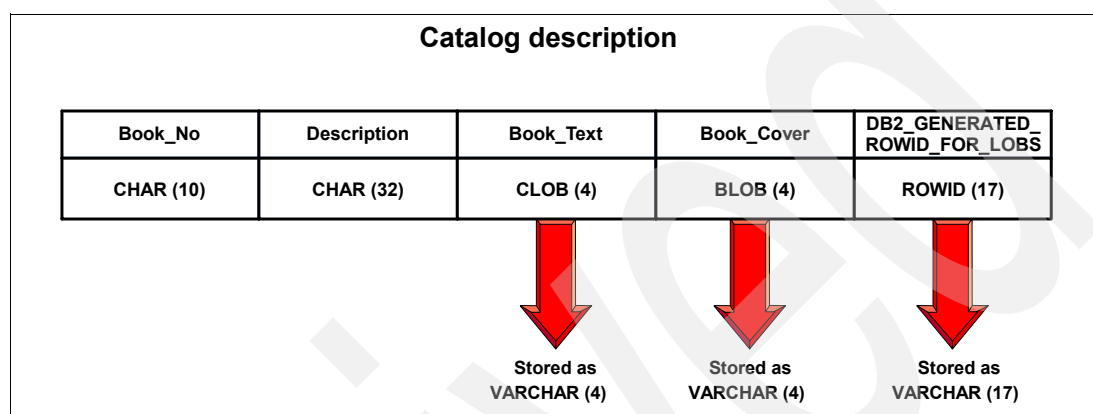 Catalog description
Book_No Description Book_Text Book_Cover DB2_GENERATED_
ROWID_FOR_LOBS
CHAR (10) CHAR (32) CLOB (4) BLOB (4) ROWID (17)
Stored as Stored as Stored as
VARCHAR (4) VARCHAR (4) VARCHAR (17)